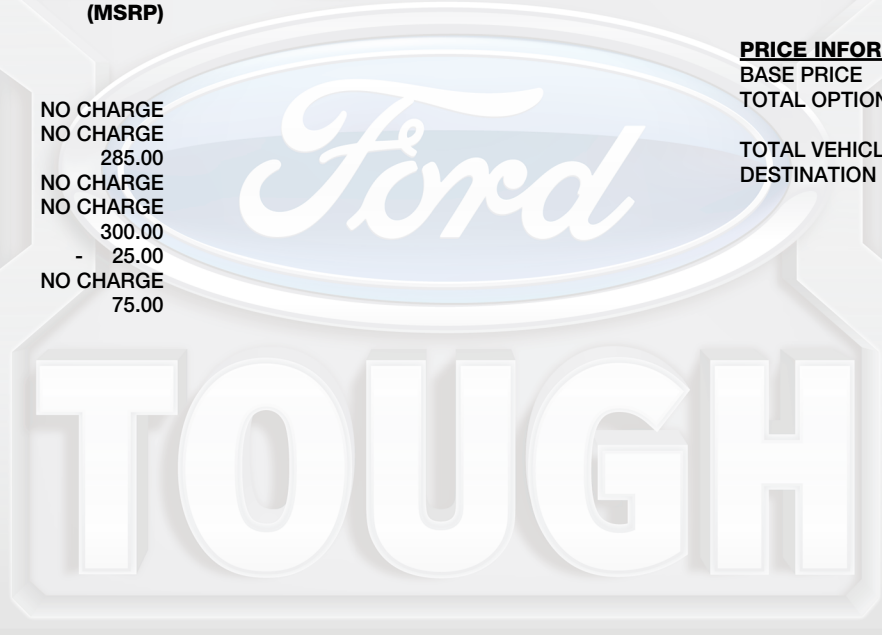 (MSRP)
NO CHARGE
NO CHARGE
285.00
NO CHARGE
NO CHARGE
300.00
- 25.00
NO CHARGE
75.00
PRICE INFOR
BASE PRICE
TOTAL OPTION
TOTAL VEHICL
DESTINATION
Ford
TOUGH